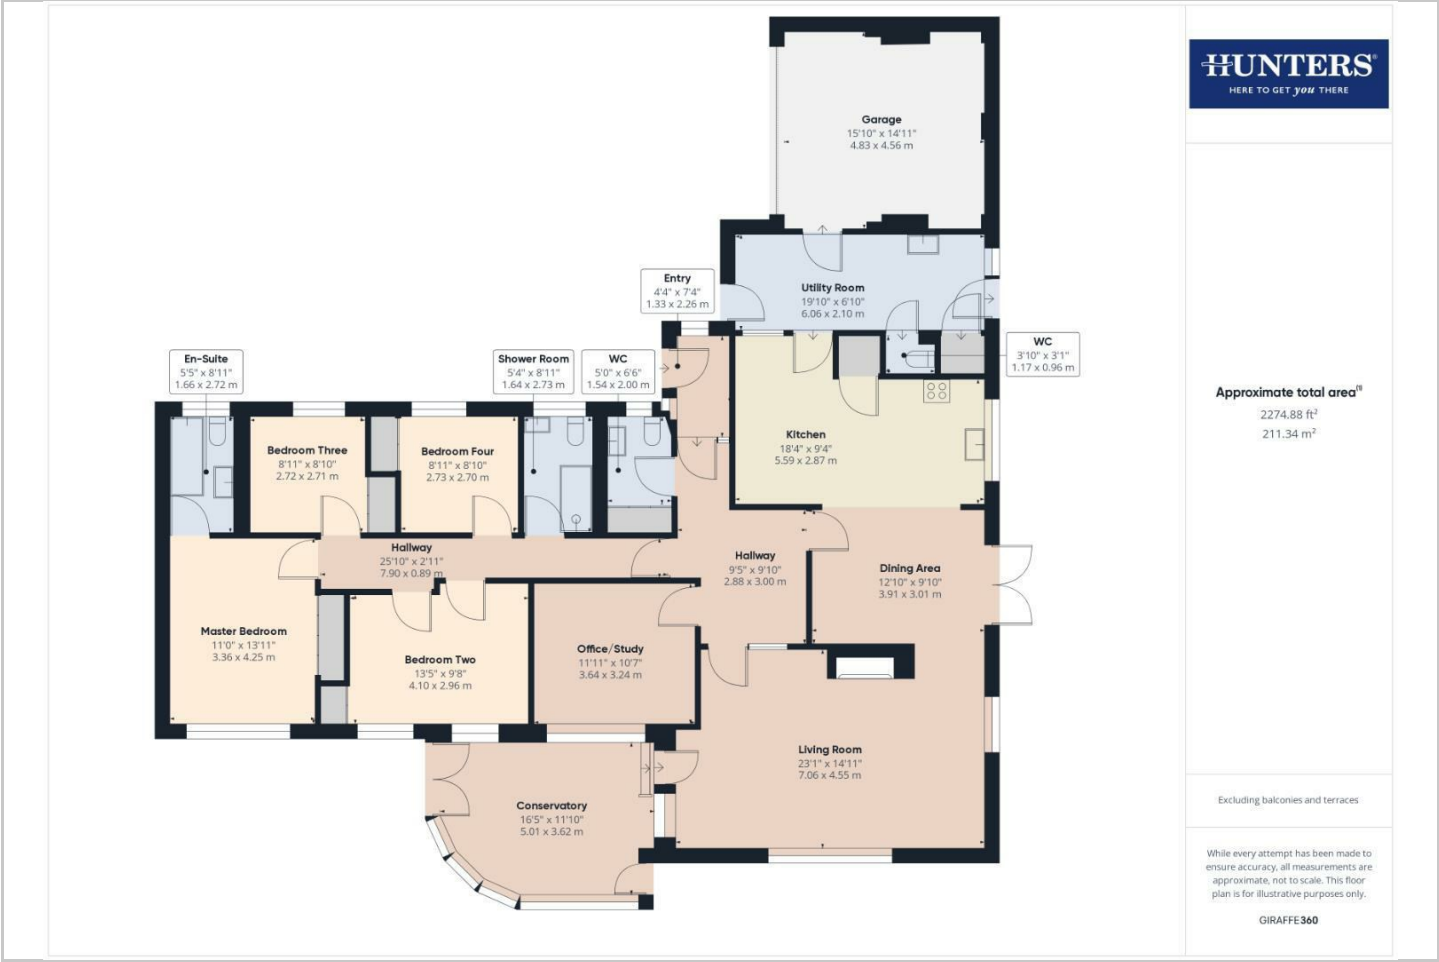 HUNTERS®
HERE TO GET you THERE
Garage
15'10" x 14'11"
4.83 x 4.56 m
Entry
4'4" x 7'4"
1.33 x 2.26 m
Utility Room
19'10" x 6'10"
6.06 x 2.10 m
WC
3'10" x 3'1"
1.17 x 0.96 m
En-Suite
5'5" x 8'11"
1.66 x 2.72 m
Shower Room
5'4" x 8'11"
1.64 x 2.73 m
WC
5'0" x 6'6"
1.54 x 2.00 m
Kitchen
18'4" x 9'4"
5.59 x 2.87 m
Bedroom Three
8'11" x 8'10"
2.72 x 2.71 m
Bedroom Four
8'11" x 8'10"
2.73 x 2.70 m
Hallway
25'10" x 2'11"
7.90 x 0.89 m
Hallway
9'5" x 9'10"
2.88 x 3.00 m
Dining Area
12'10" x 9'10"
3.91 x 3.01 m
Master Bedroom
11'0" x 13'11"
3.36 x 4.25 m
Bedroom Two
13'5" x 9'8"
4.10 x 2.96 m
Office/Study
11'11" x 10'7"
3.64 x 3.24 m
Living Room
23'1" x 14'11"
7.06 x 4.55 m
Conservatory
16'5" x 11'10"
5.01 x 3.62 m
Approximate total area⁽¹⁾
2274.88 ft²
211.34 m²
Excluding balconies and terraces
While every attempt has been made to
ensure accuracy, all measurements are
approximate, not to scale. This floor
plan is for illustrative purposes only.
GIRAFFE360